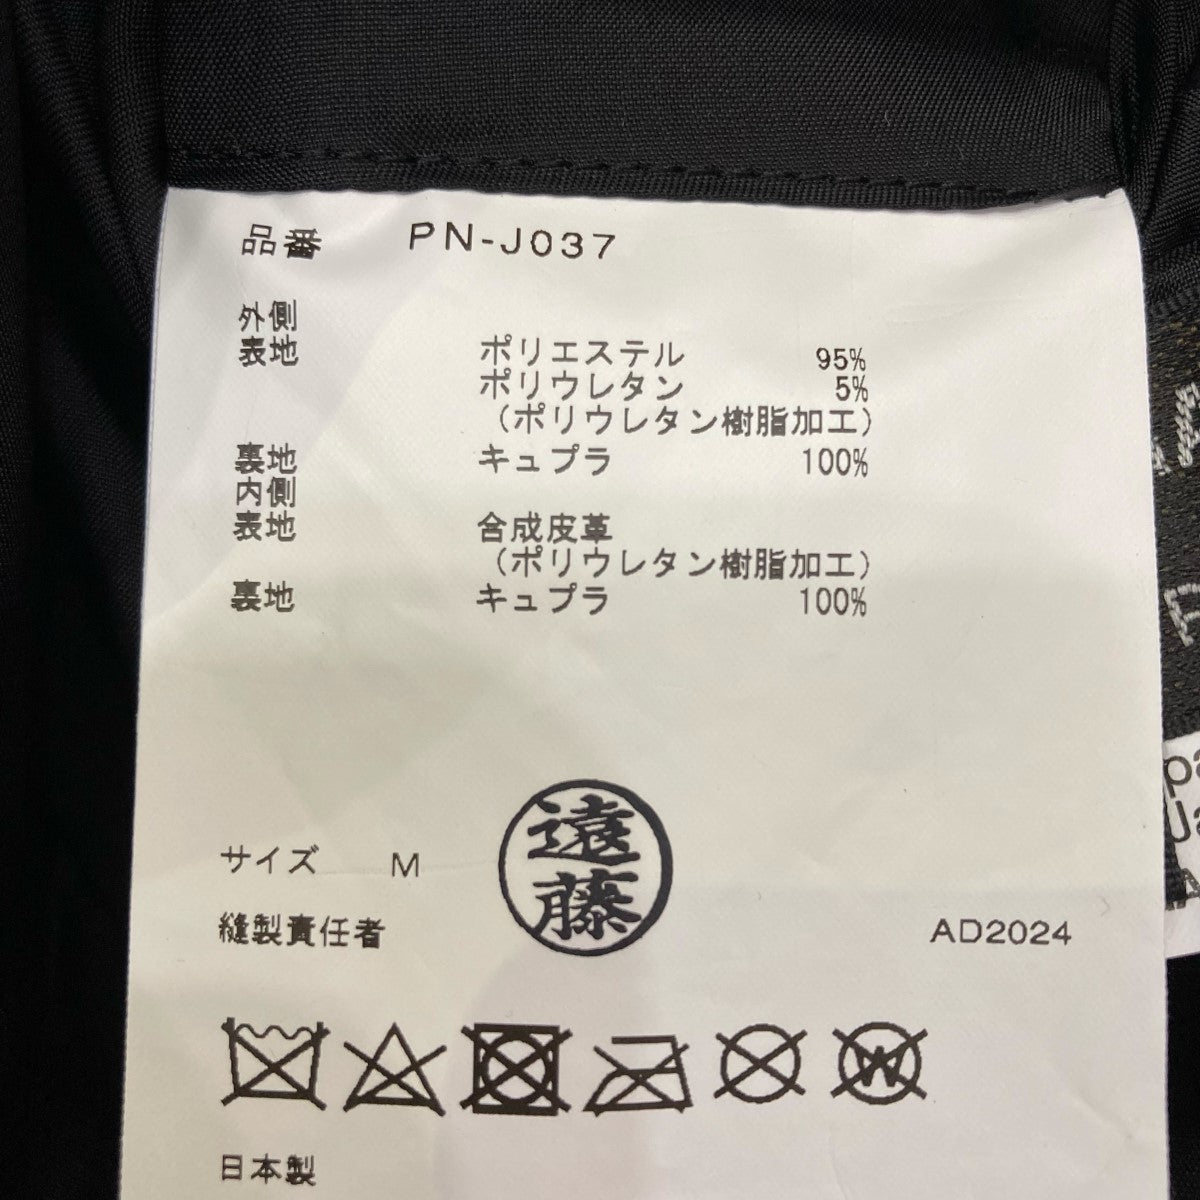 品番 PN-J037
外側
表地 ポリエステル 95%
ポリウレタン 5%
（ポリウレタン樹脂加工）
裏地 キュプラ 100%
内側
表地 合成皮革
（ポリウレタン樹脂加工）
裏地 キュプラ 100%
サイズ M
遠藤
縫製責任者 AD2024
W
日本製